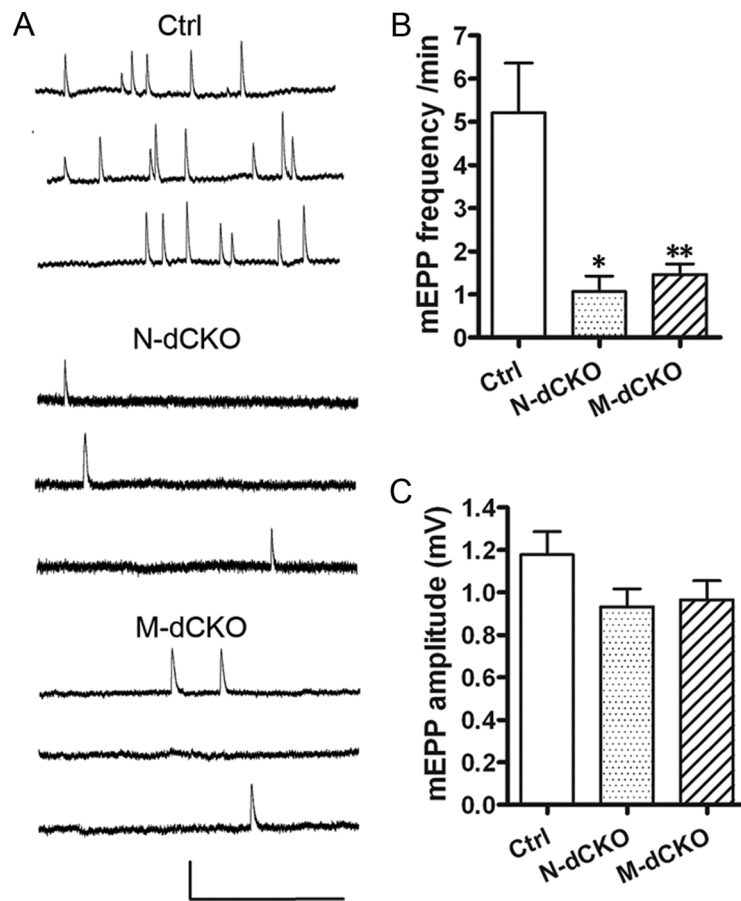 A
Ctrl
N-dCKO
M-dCKO
B
mEPP frequency /min
7
6
5
4
3
2
1
0
*
**
Ctrl
N-dCKO
M-dCKO
C
mEPP amplitude (mV)
1.4
1.2
1.0
0.8
0.6
0.4
0.2
0.0
Ctrl
N-dCKO
M-dCKO